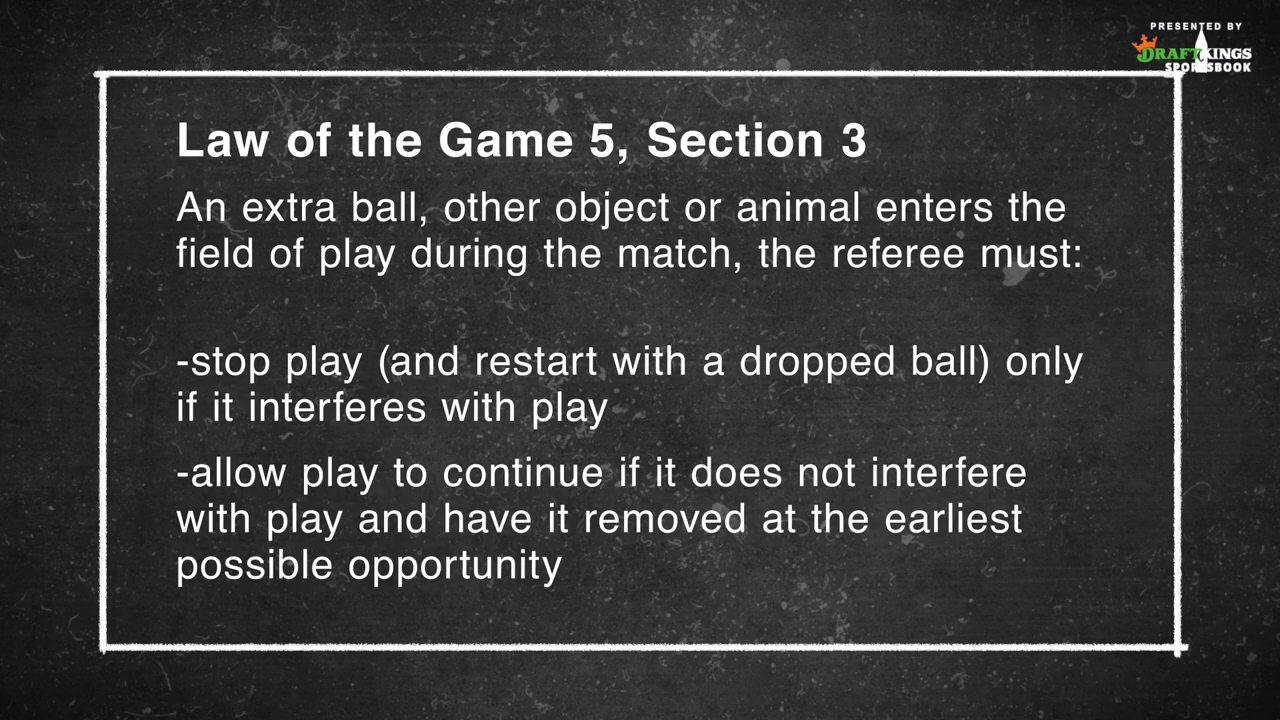 PRESENTED BY
DRAFTKINGS
SPORTSBOOK
Law of the Game 5, Section 3
An extra ball, other object or animal enters the
field of play during the match, the referee must:
-stop play (and restart with a dropped ball) only
if it interferes with play
-allow play to continue if it does not interfere
with play and have it removed at the earliest
possible opportunity